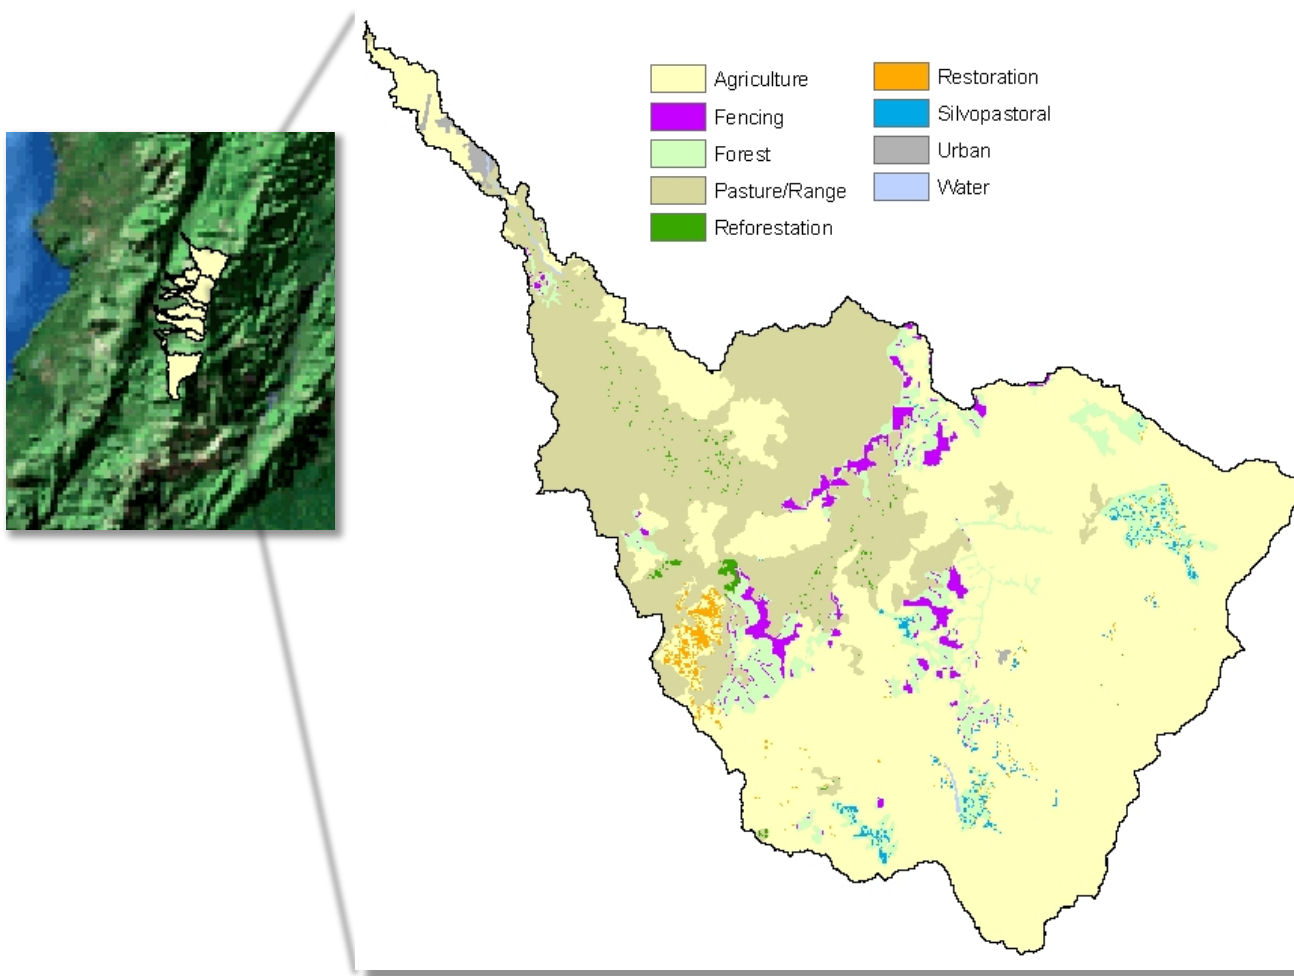 Agriculture
Fencing
Forest
Pasture/Range
Reforestation
Restoration
Silvopastoral
Urban
Water